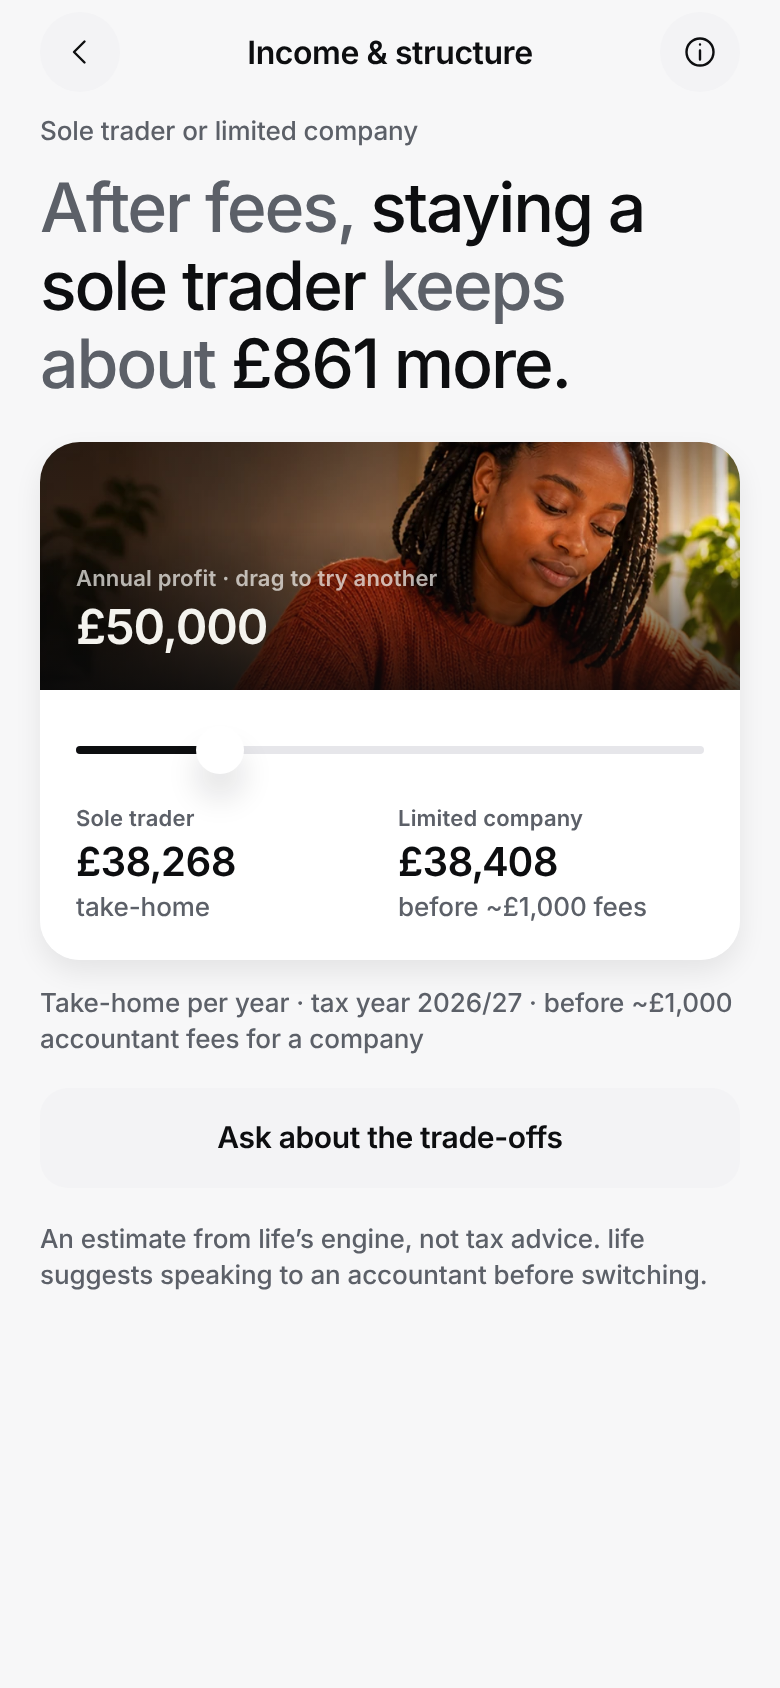 Income & structure
Sole trader or limited company
After fees, staying a
sole trader keeps
about £861 more.
Annual profit · drag to try another
£50,000
Sole trader
£38,268
take-home
Limited company
£38,408
before ~£1,000 fees
Take-home per year · tax year 2026/27 · before ~£1,000
accountant fees for a company
Ask about the trade-offs
An estimate from life’s engine, not tax advice. life
suggests speaking to an accountant before switching.